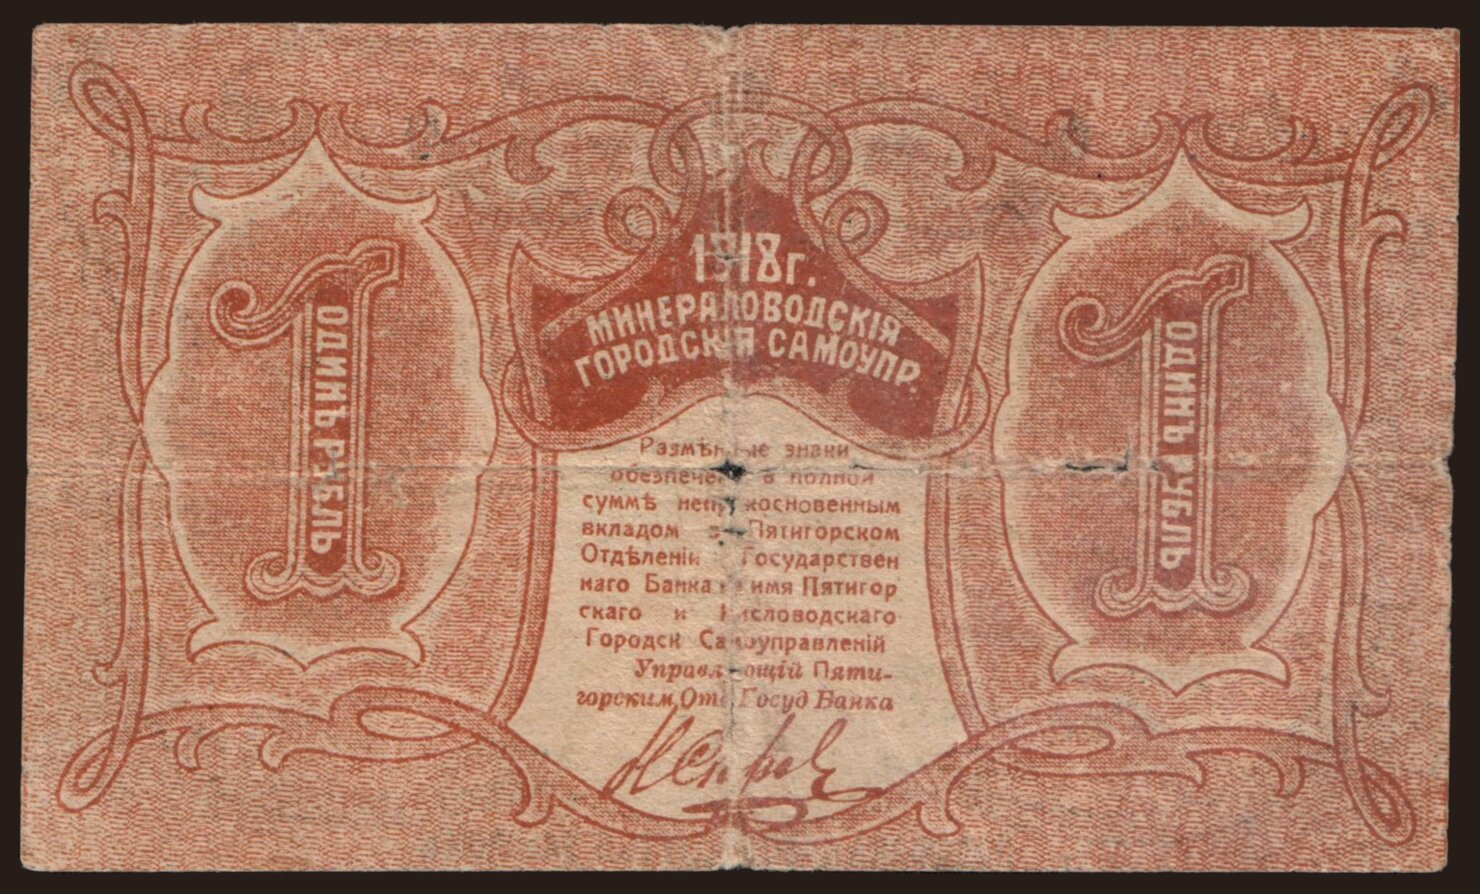 1918г.
МИНЕРАЛОВОДСКІЯ
ГОРОДСКІЯ САМОУПР.
1
ОДИНЪ РУБЛЬ
1
ОДИНЪ РУБЛЬ
Размѣнные знаки
обезпечены в полной
суммѣ неприкосновенным
вкладом в Пятигорском
Отдѣленіи Государствен
наго Банка на имя Пятигор
скаго и Кисловодскаго
Городск Самоуправленій
Управляющій Пяти-
горским Отд. Госуд Банка